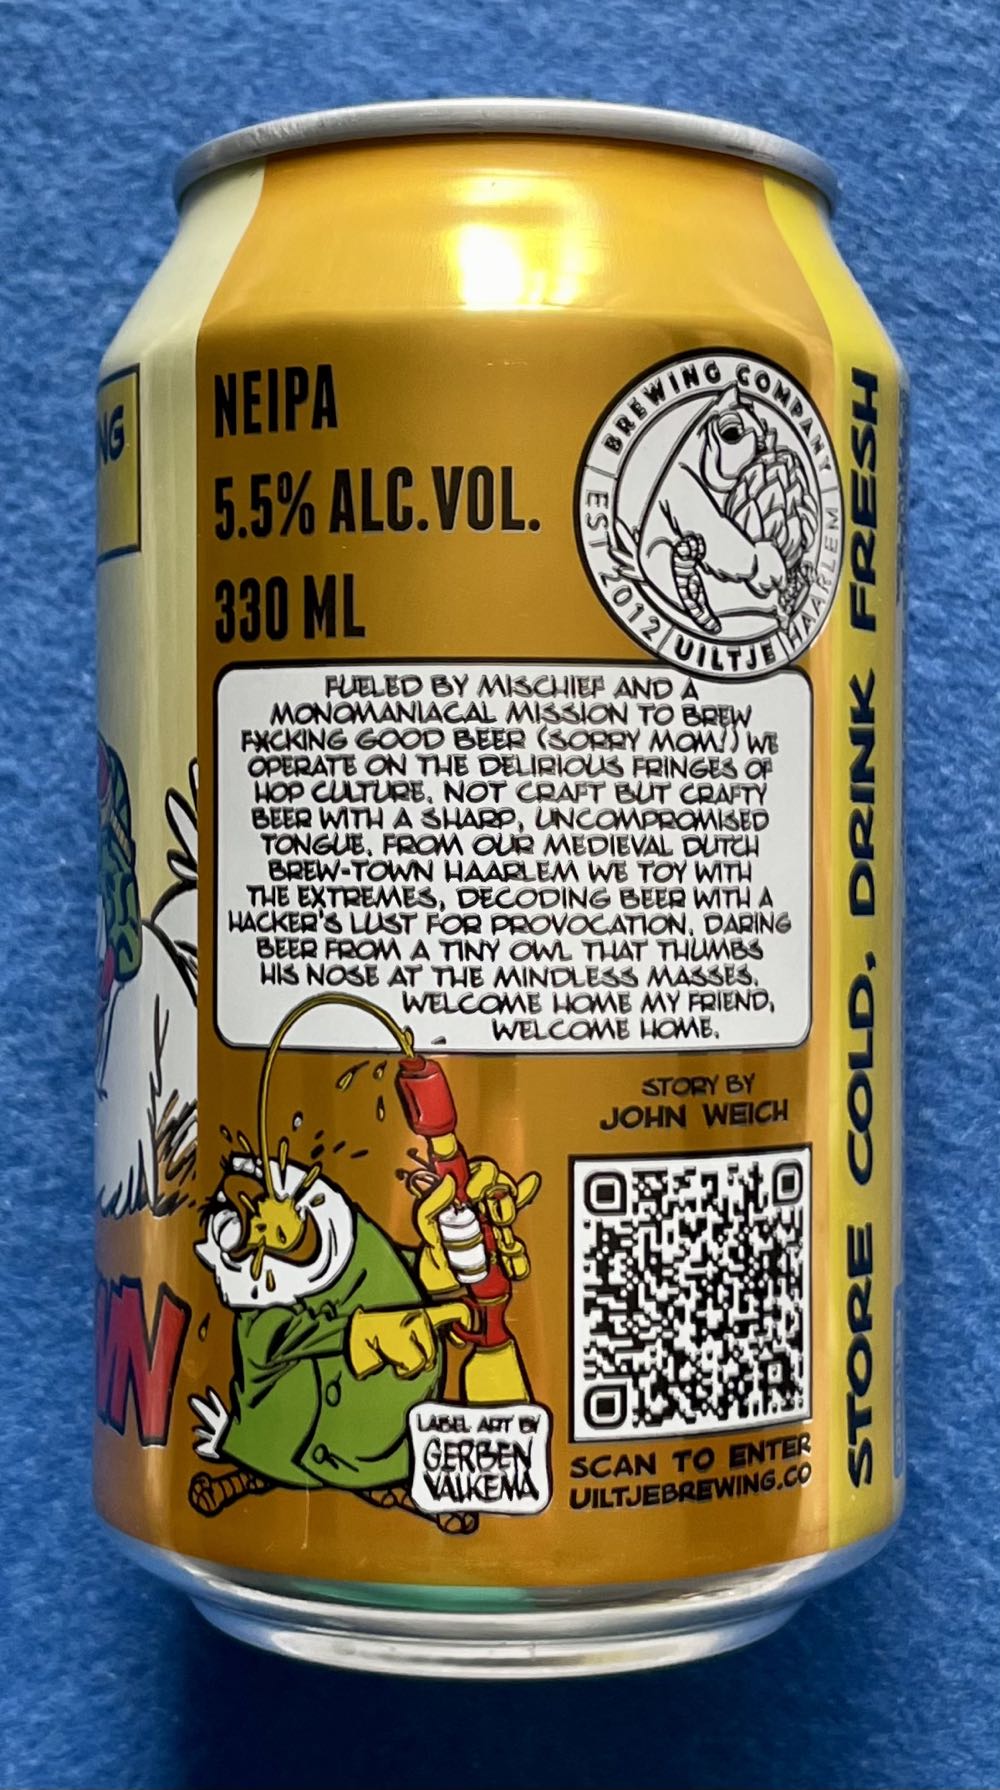 NG
NEIPA
5.5% ALC.VOL.
330 ML
BREWING COMPANY
EST 2012
UILTJE
HAARLEM
FUELED BY MISCHIEF AND A
MONOMANIACAL MISSION TO BREW
FXCKING GOOD BEER (SORRY MOM!) WE
OPERATE ON THE DELIRIOUS FRINGES OF
HOP CULTURE. NOT CRAFT BUT CRAFTY
BEER WITH A SHARP, UNCOMPROMISED
TONGUE. FROM OUR MEDIEVAL DUTCH
BREW-TOWN HAARLEM WE TOY WITH
THE EXTREMES, DECODING BEER WITH A
HACKER'S LUST FOR PROVOCATION. DARING
BEER FROM A TINY OWL THAT THUMBS
HIS NOSE AT THE MINDLESS MASSES.
WELCOME HOME MY FRIEND,
WELCOME HOME.
STORY BY
JOHN WEICH
LABEL ART BY
GERBEN
VALKEMA
SCAN TO ENTER
UILTJEBREWING.CO
STORE COLD, DRINK FRESH